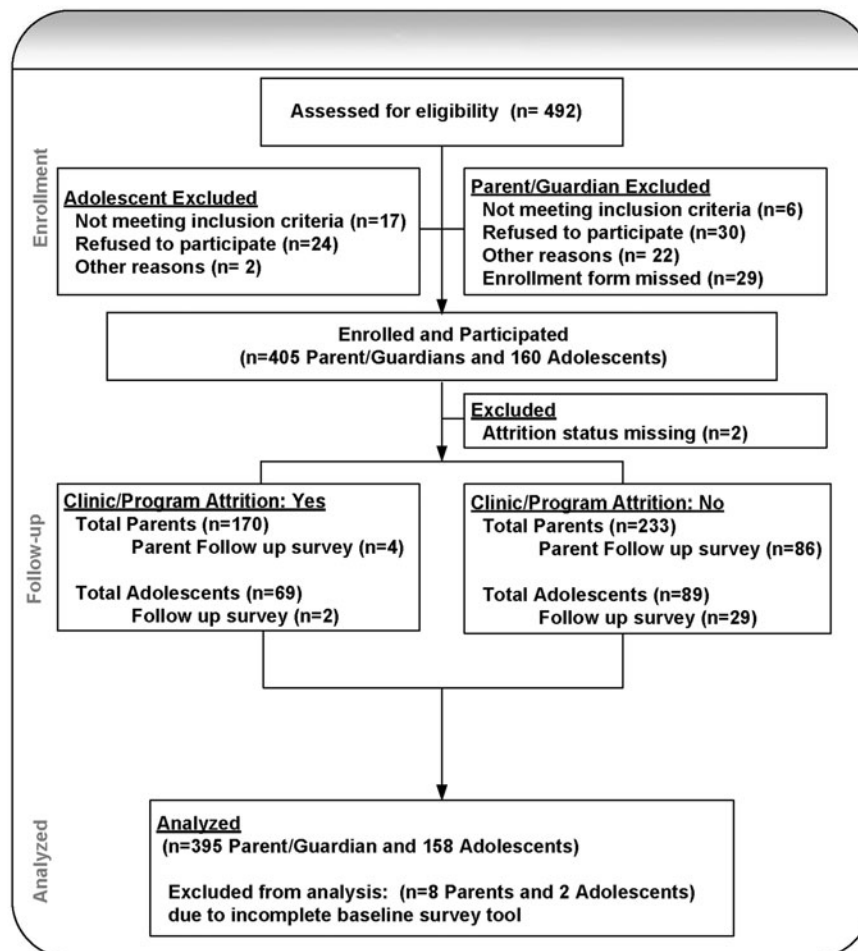 Enrollment
Assessed for eligibility (n= 492)
Adolescent Excluded
Not meeting inclusion criteria (n=17)
Refused to participate (n=24)
Other reasons (n= 2)
Parent/Guardian Excluded
Not meeting inclusion criteria (n=6)
Refused to participate (n=30)
Other reasons (n= 22)
Enrollment form missed (n=29)
Enrolled and Participated
(n=405 Parent/Guardians and 160 Adolescents)
Excluded
Attrition status missing (n=2)
Follow-up
Clinic/Program Attrition: Yes
Total Parents (n=170)
Parent Follow up survey (n=4)
Total Adolescents (n=69)
Follow up survey (n=2)
Clinic/Program Attrition: No
Total Parents (n=233)
Parent Follow up survey (n=86)
Total Adolescents (n=89)
Follow up survey (n=29)
Analyzed
Analyzed
(n=395 Parent/Guardian and 158 Adolescents)
Excluded from analysis: (n=8 Parents and 2 Adolescents)
due to incomplete baseline survey tool